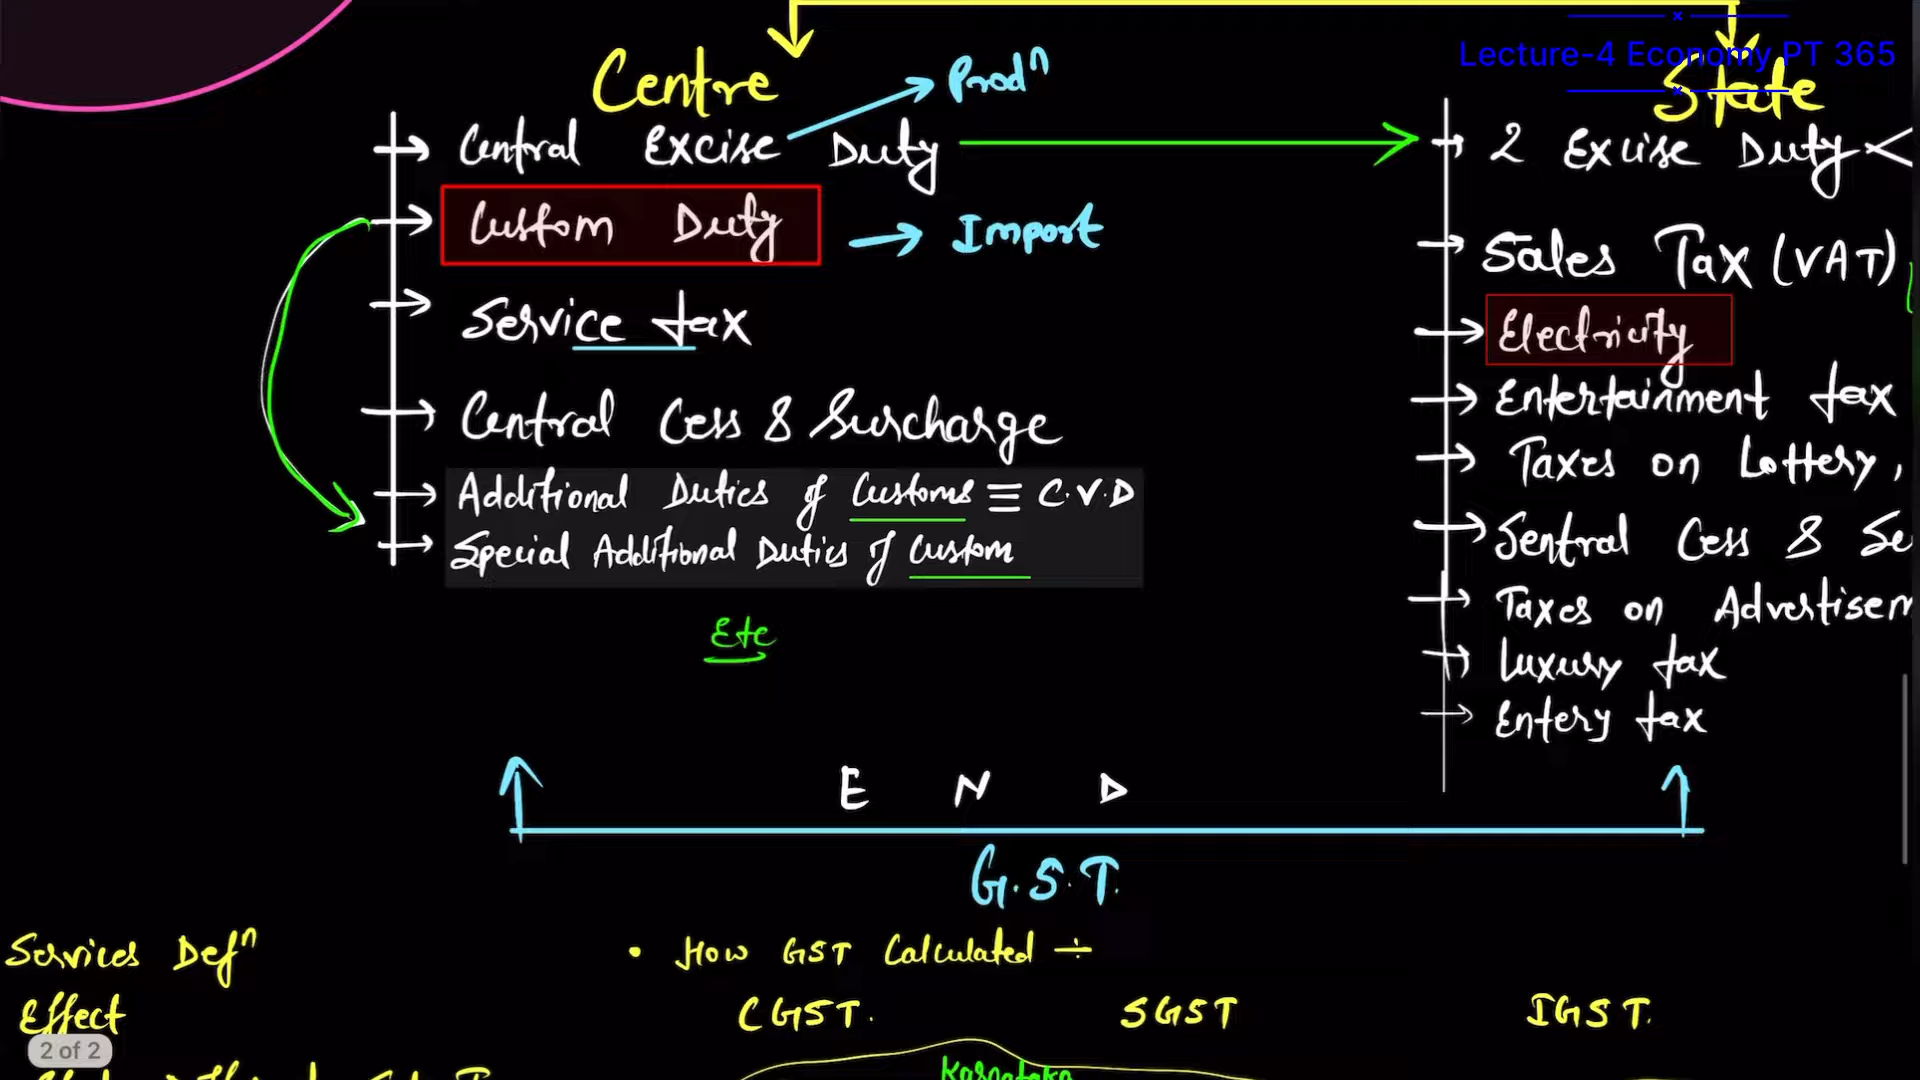 Lecture-4 Economy PT 365
Centre
State
Prodⁿ
Central Excise Duty
Custom Duty
Import
Service tax
Central Cess & Surcharge
Additional Duties of Customs ≡ C.V.D
Special Additional Duties of Custom
Etc
2 Excise Duty
Sales Tax (VAT)
Electricity
Entertainment tax
Taxes on Lottery,
Sentral Cess & Se
Taxes on Advertisem
Luxury tax
Entery tax
E N D
G.S.T.
Services Defⁿ
Effect
2 of 2
• How GST Calculated ÷
CGST. SGST IGST.
Karnataka